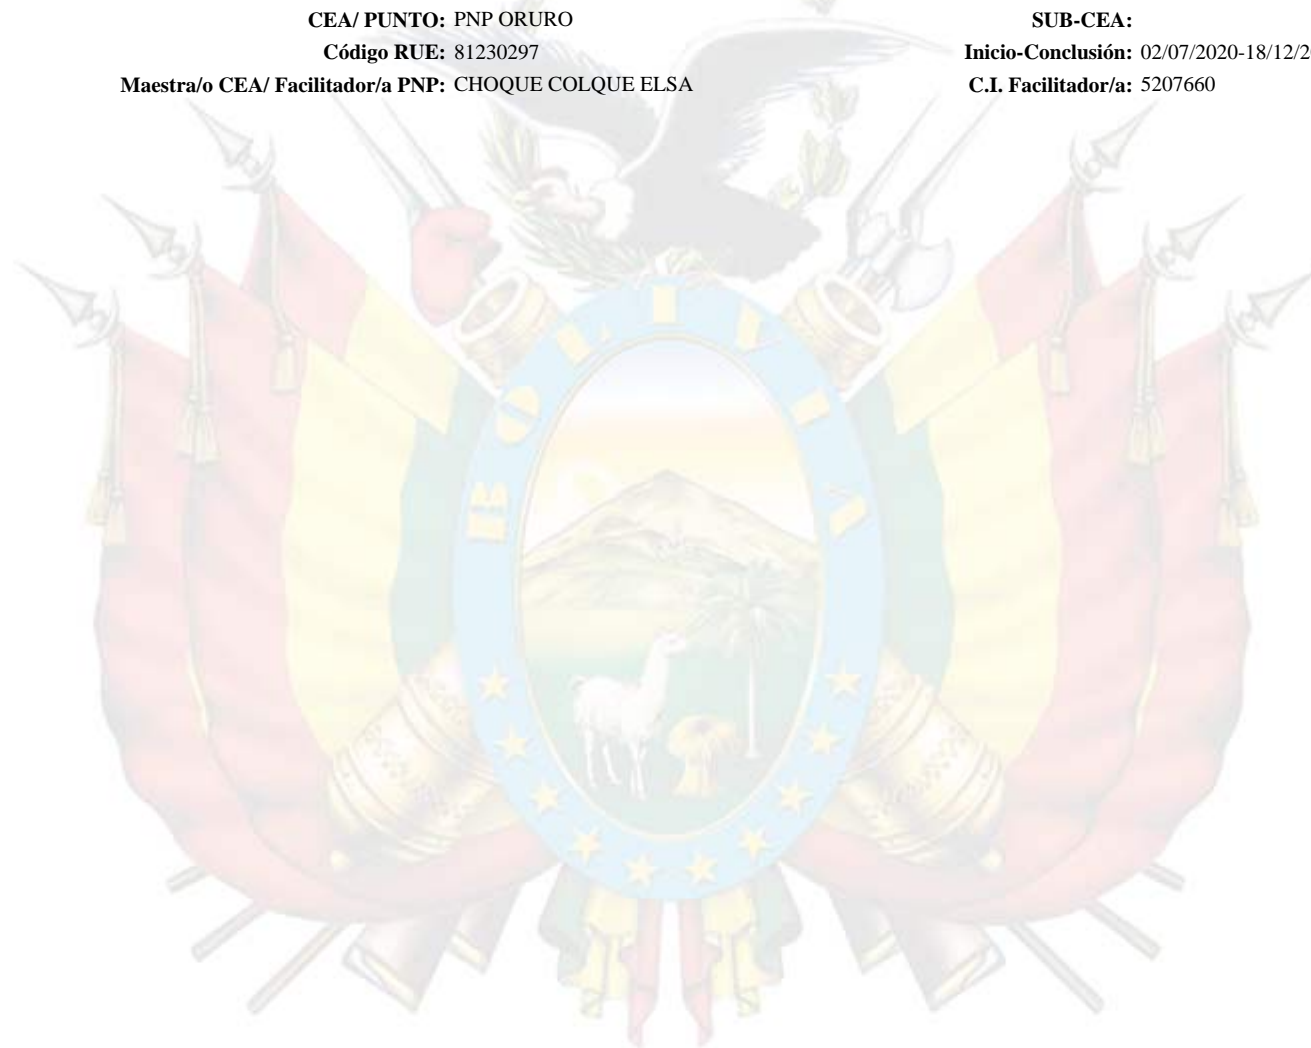 CEA/ PUNTO: PNP ORURO SUB-CEA:
Código RUE: 81230297 Inicio-Conclusión: 02/07/2020-18/12/2
Maestra/o CEA/ Facilitador/a PNP: CHOQUE COLQUE ELSA C.I. Facilitador/a: 5207660
BOLIVIA